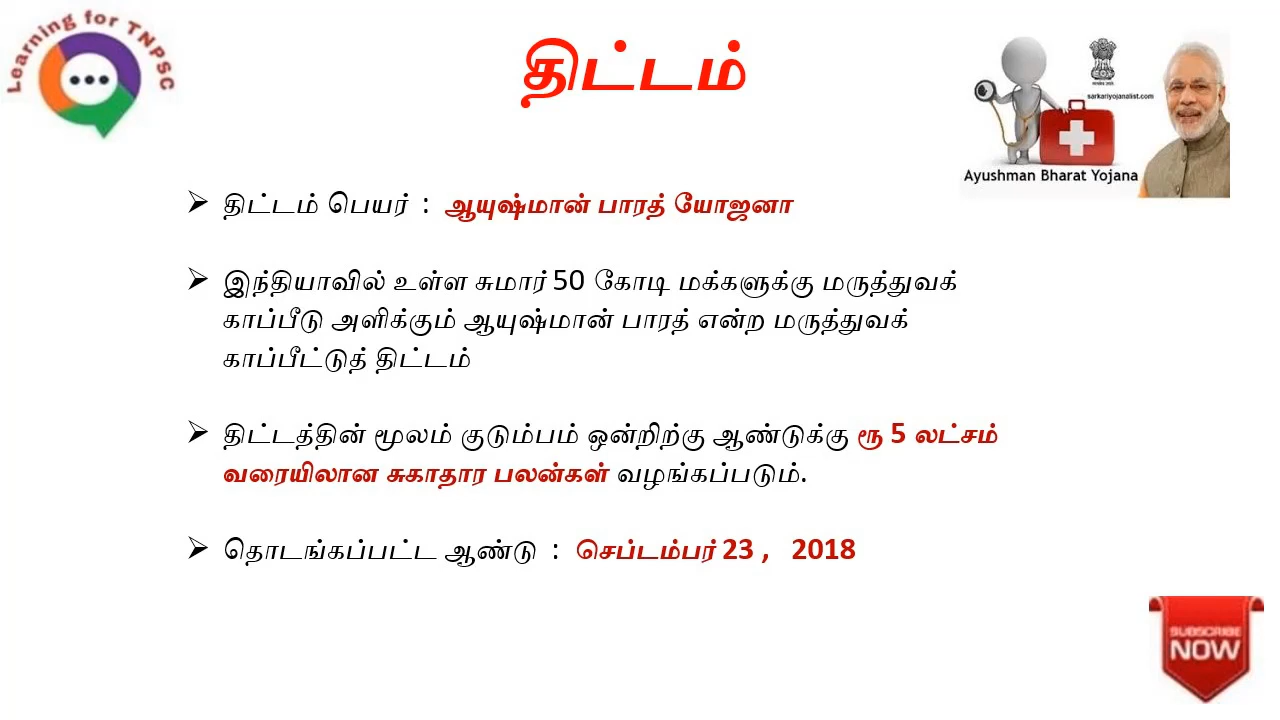 Learning for TNPSC
திட்டம்
sarkariyojanalist.com
Ayushman Bharat Yojana
திட்டம் பெயர் : ஆயுஷ்மான் பாரத் யோஜனா
இந்தியாவில் உள்ள சுமார் 50 கோடி மக்களுக்கு மருத்துவக்
காப்பீடு அளிக்கும் ஆயுஷ்மான் பாரத் என்ற மருத்துவக்
காப்பீட்டுத் திட்டம்
திட்டத்தின் மூலம் குடும்பம் ஒன்றிற்கு ஆண்டுக்கு ரூ 5 லட்சம்
வரையிலான சுகாதார பலன்கள் வழங்கப்படும்.
தொடங்கப்பட்ட ஆண்டு : செப்டம்பர் 23 , 2018
SUBSCRIBE
NOW